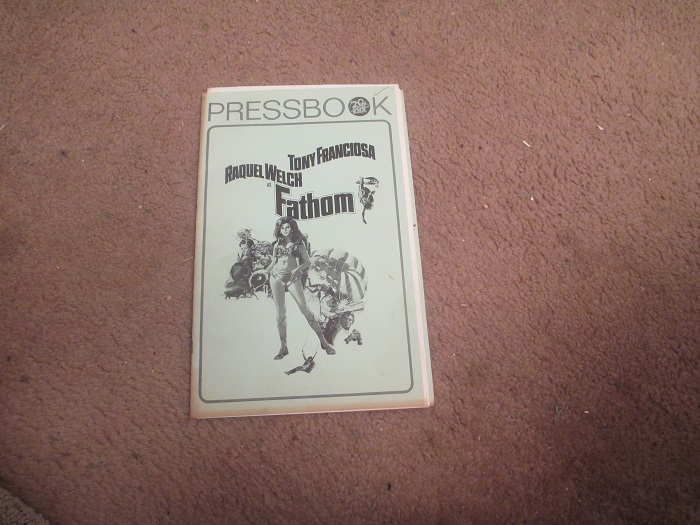 PRESSBOOK
TONY FRANCIOSA
RAQUEL WELCH
as
Fathom